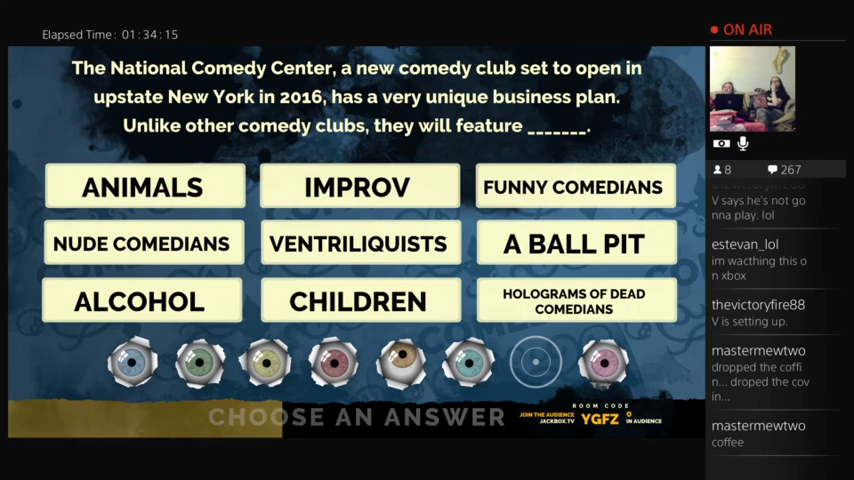 Elapsed Time : 01:34:15
ON AIR
The National Comedy Center, a new comedy club set to open in
upstate New York in 2016, has a very unique business plan.
Unlike other comedy clubs, they will feature _______.
ANIMALS
IMPROV
FUNNY COMEDIANS
NUDE COMEDIANS
VENTRILIQUISTS
A BALL PIT
ALCOHOL
CHILDREN
HOLOGRAMS OF DEAD
COMEDIANS
CHOOSE AN ANSWER
JOIN THE AUDIENCE
JACKBOX.TV
ROOM CODE
YGFZ
0
IN AUDIENCE
8
267
thevictoryfire88
V says he's not go
nna play. lol
estevan_lol
im wacthing this o
n xbox
thevictoryfire88
V is setting up.
mastermewtwo
dropped the coffi
n... droped the cov
in...
mastermewtwo
coffee